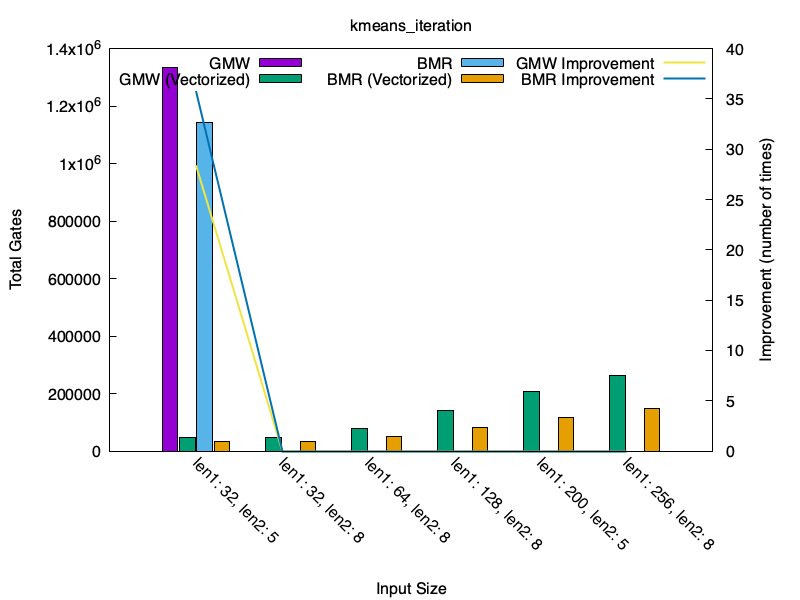 kmeans_iteration
GMW
GMW (Vectorized)
BMR
BMR (Vectorized)
GMW Improvement
BMR Improvement
1.4x10^6
1.2x10^6
1x10^6
800000
600000
400000
200000
0
Total Gates
40
35
30
25
20
15
10
5
0
Improvement (number of times)
len1: 32, len2: 5
len1: 32, len2: 8
len1: 64, len2: 8
len1: 128, len2: 8
len1: 200, len2: 5
len1: 256, len2: 8
Input Size